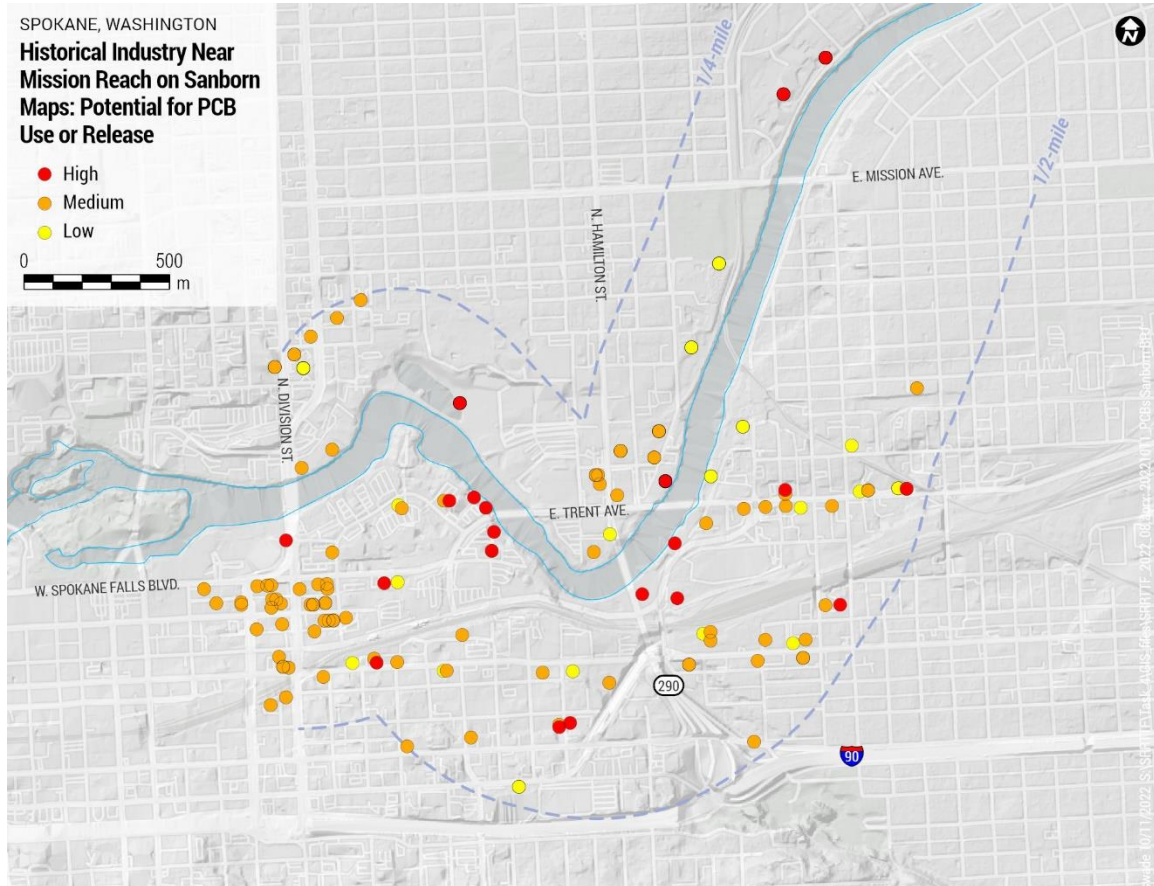 SPOKANE, WASHINGTON
Historical Industry Near
Mission Reach on Sanborn
Maps: Potential for PCB
Use or Release
High
Medium
Low
0 500
m
N
1/4-mile
1/2-mile
E. MISSION AVE.
N. HAMILTON ST.
N. DIVISION ST.
E. TRENT AVE.
W. SPOKANE FALLS BLVD.
290
90